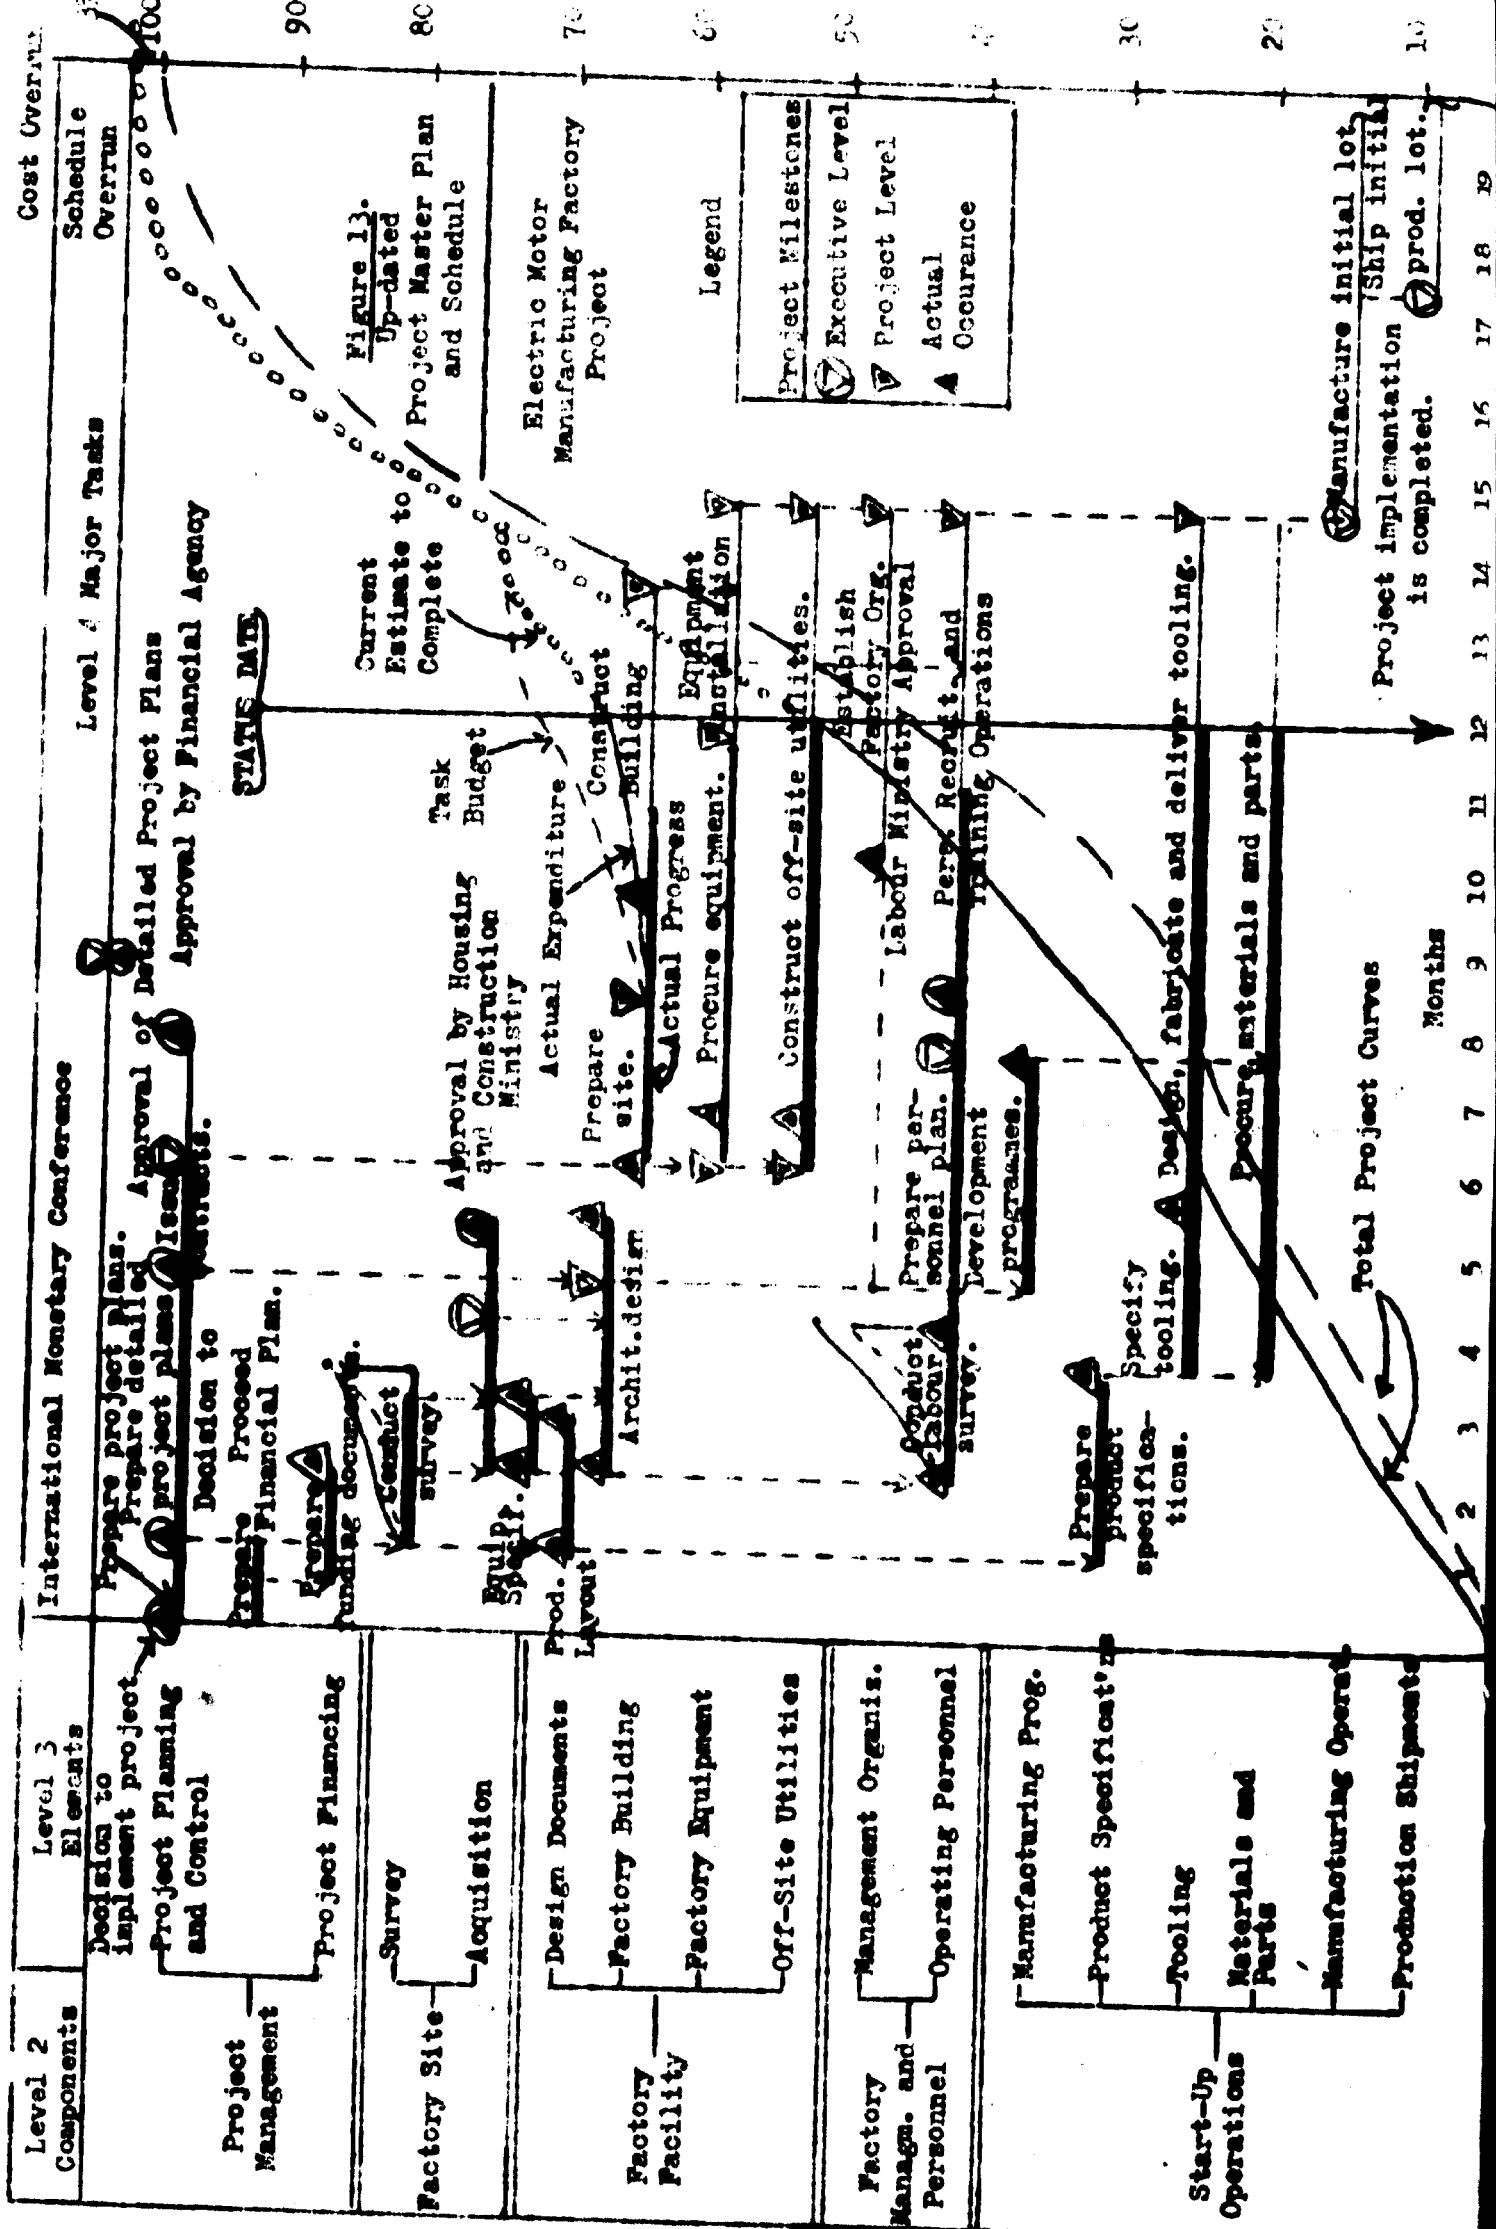 Cost Overrun
Level 2
Components
Level 3
Elements
International Monetary Conference
Level 4 Major Tasks
Schedule
Overrun
Decision to
implement project
Project Planning
and Control
Project Financing
Project
Management
Survey
Acquisition
Factory Site
Design Documents
Factory Building
Factory Equipment
Off-Site Utilities
Factory
Facility
Management Organiz.
Operating Personnel
Factory
Managm. and
Personnel
Manufacturing Prog.
Product Specificat'ns
Tooling
Materials and
Parts
Manufacturing Operat.
Production Shipments
Start-Up
Operations
Prepare project plans.
Prepare detailed
project plans
Approval of Detailed Project Plans
Approval by Financial Agency
Issue
contracts.
Decision to
Proceed
Prepare
Financial Plan.
Prepare
funding documents.
Conduct
survey
STATUS DATE
Equip.
Specif.
Prod.
Layout
Archit.design
Approval by Housing
and Construction
Ministry
Prepare
site.
Actual Expenditure
Task
Budget
Current
Estimate to
Complete
Construct
Building
Actual Progress
Procure equipment.
Equipment
Installation
Construct off-site utilities.
Establish
Factory Org.
Labour Ministry Approval
Conduct
labour
survey.
Prepare per-
sonnel plan.
Pers. Recruit. and
Training Operations
Development
programmes.
Prepare
product
specifica-
tions.
Specify
tooling.
Design, fabricate and deliver tooling.
Procure materials and parts.
Manufacture initial lot
Ship initial
prod. lot.
Project implementation
is completed.
Total Project Curves
Figure 13.
Up-dated
Project Master Plan
and Schedule
Electric Motor
Manufacturing Factory
Project
Legend
Project Milestones
Executive Level
Project Level
Actual
Occurance
100
90
80
70
60
50
30
20
10
2 3 4 5 6 7 8 9 10 11 12 13 14 15 16 17 18 19
Months